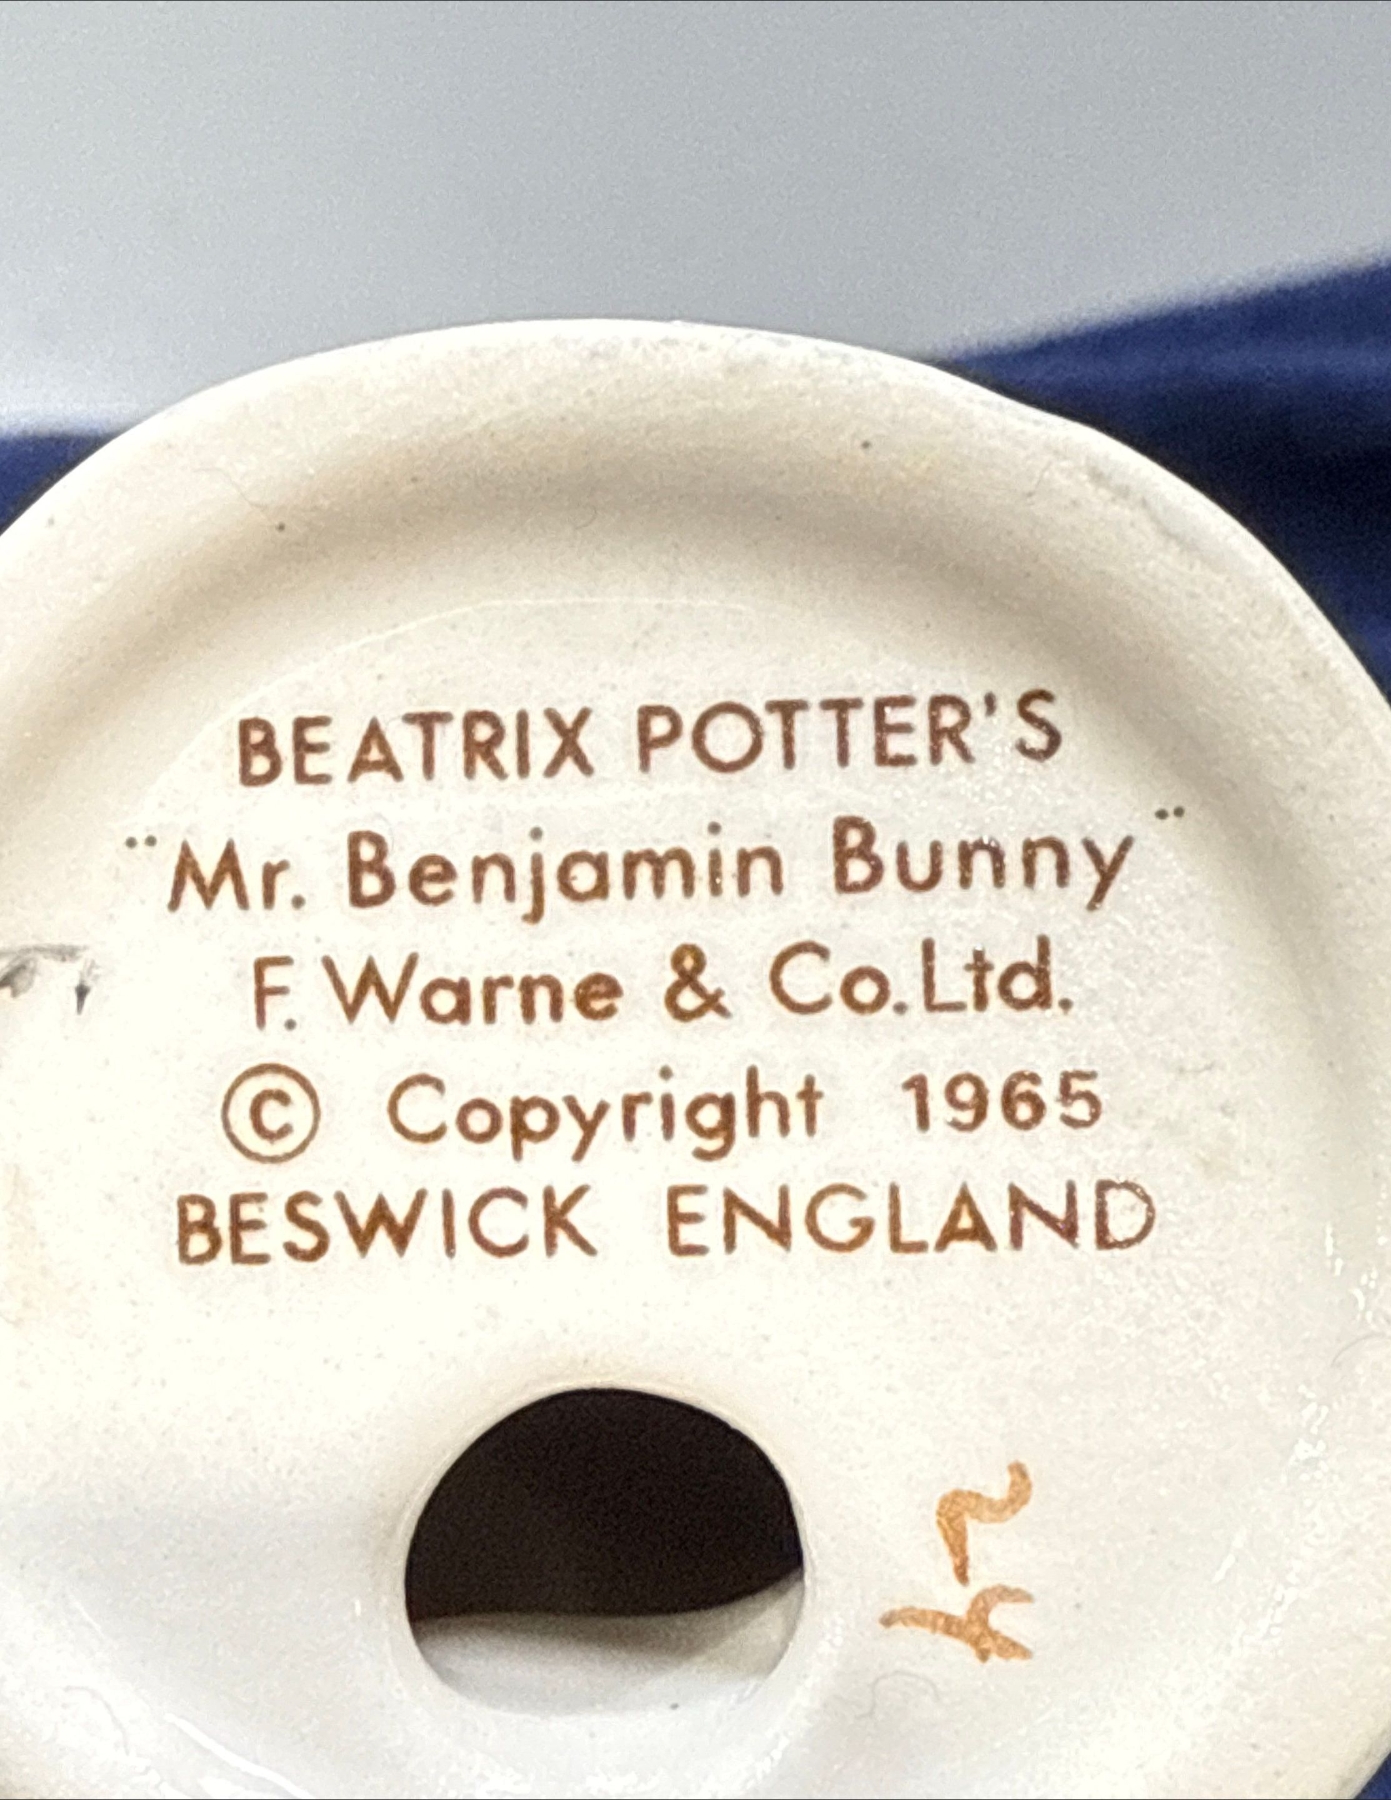 BEATRIX POTTER'S
"Mr. Benjamin Bunny"
F. Warne & Co. Ltd.
© Copyright 1965
BESWICK ENGLAND